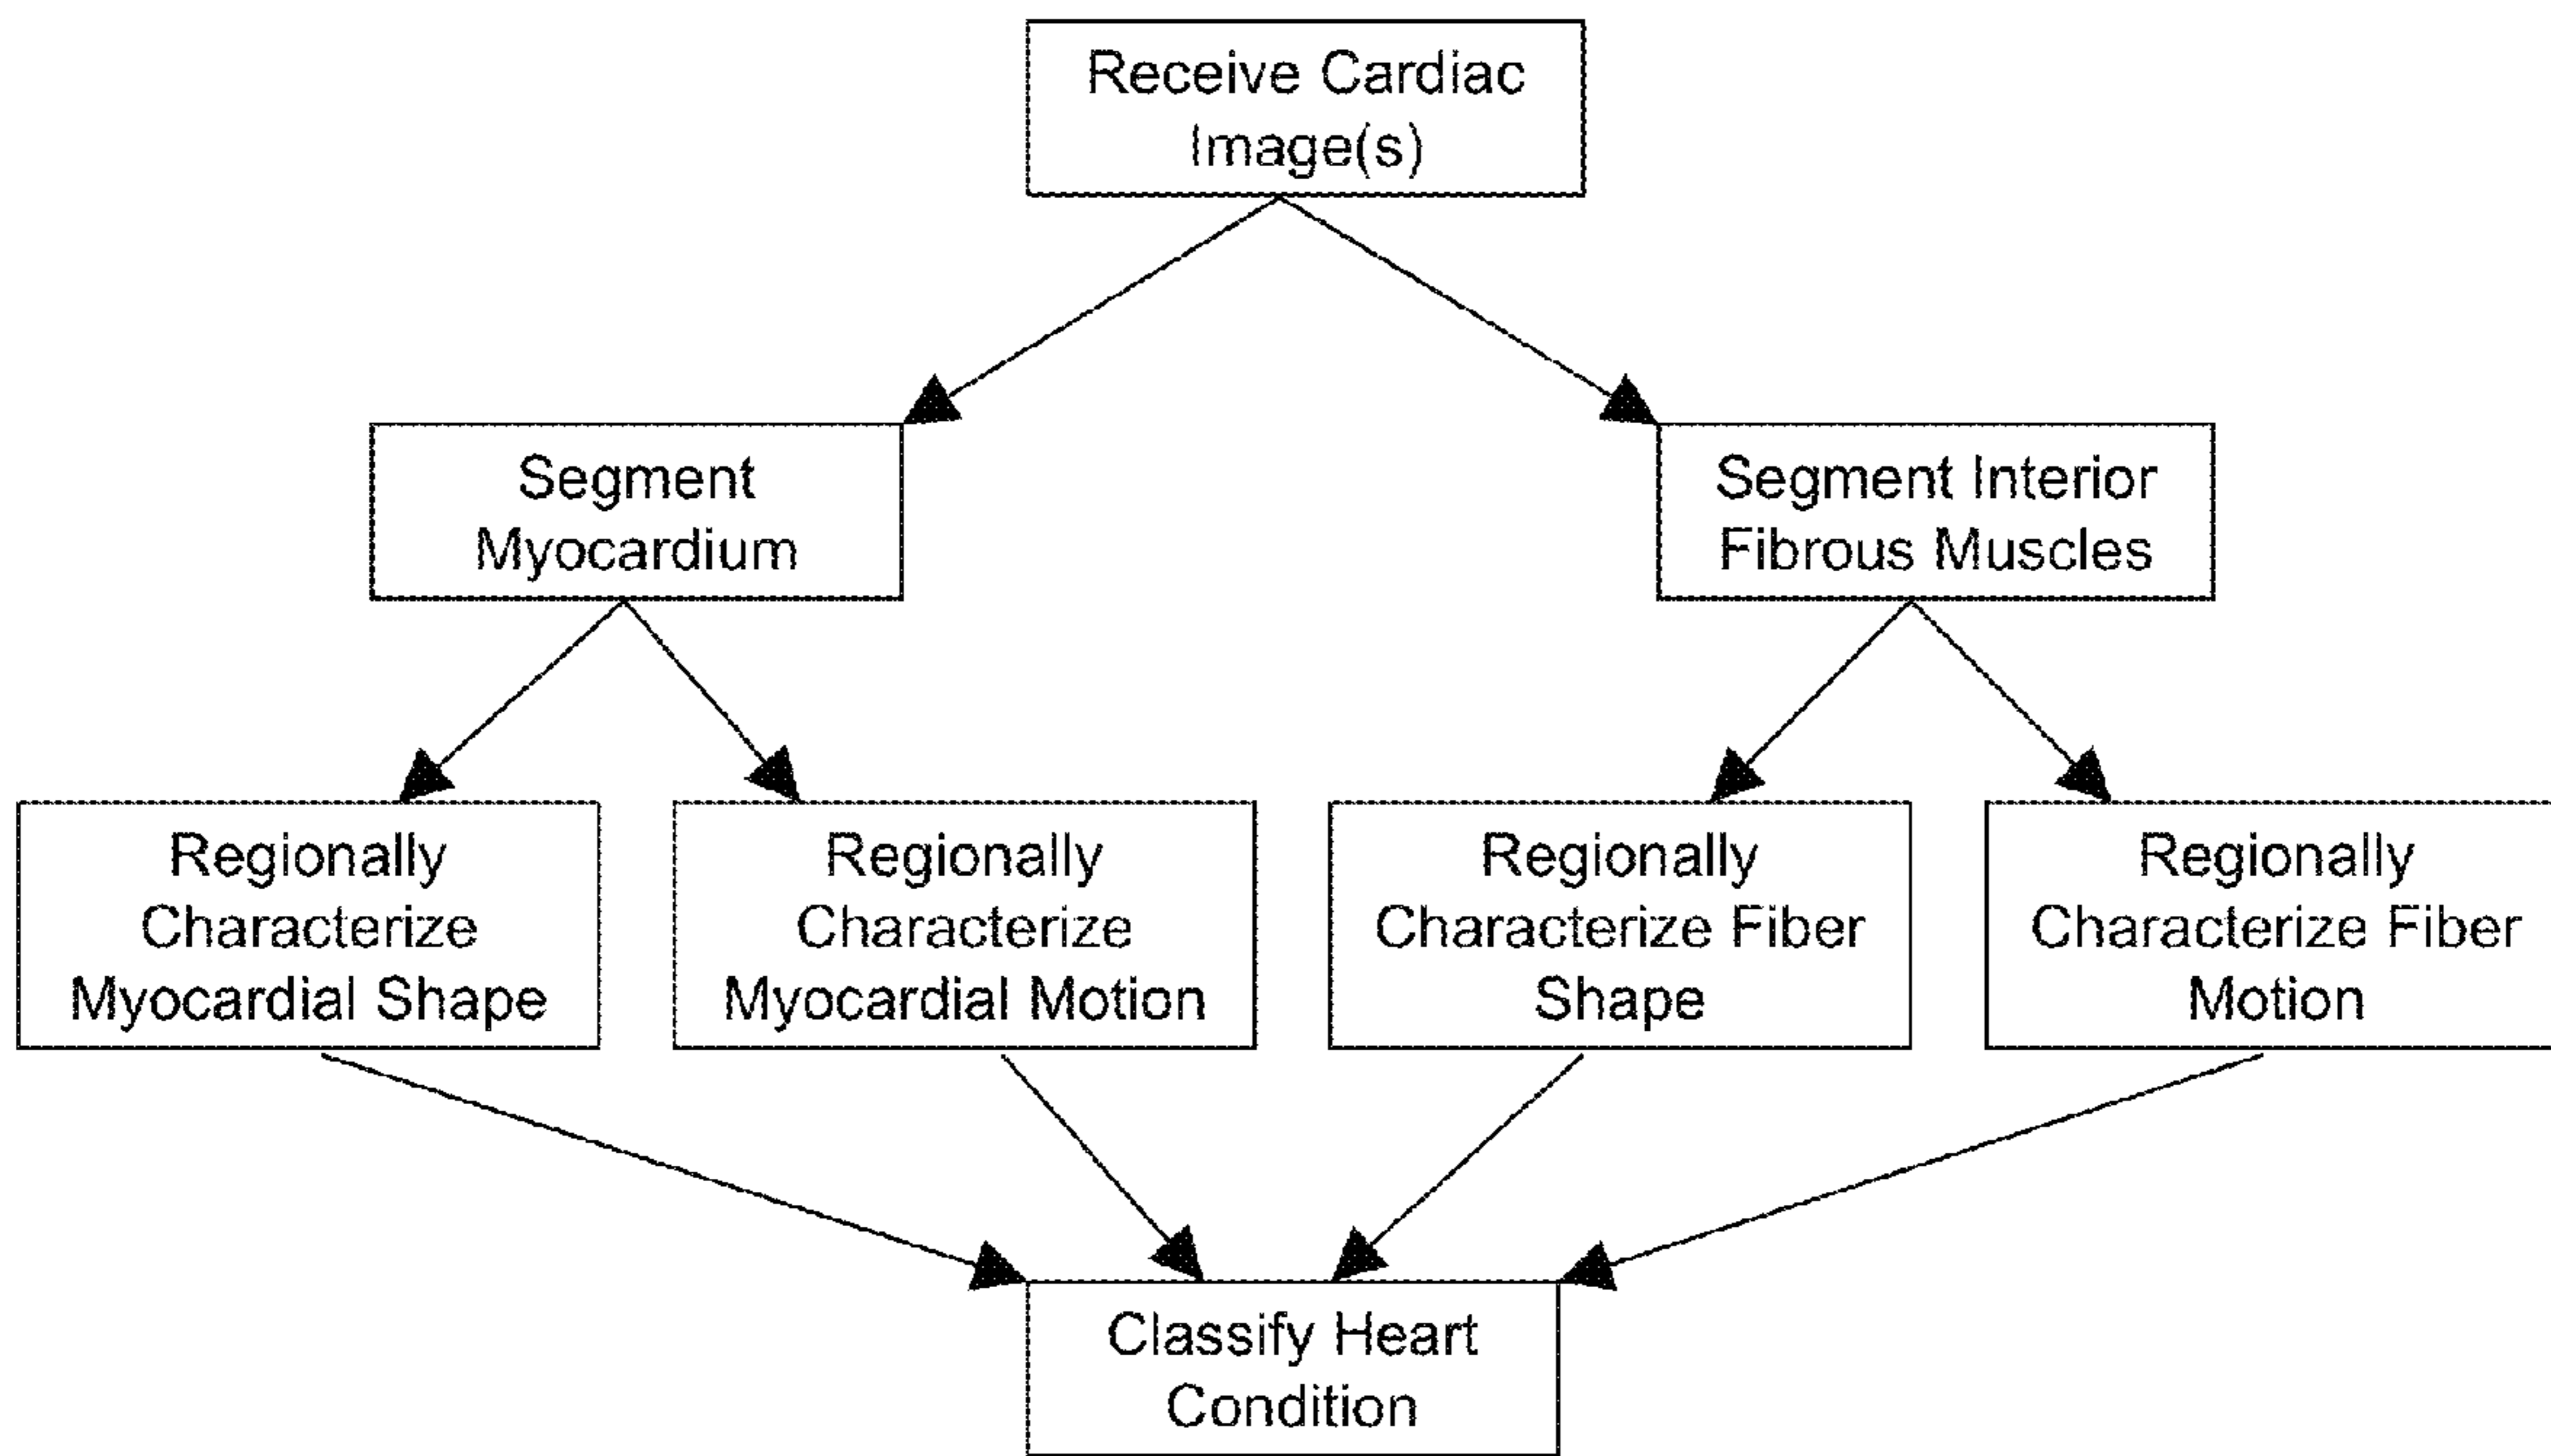 Receive Cardiac
Image(s)
Segment
Myocardium
Segment Interior
Fibrous Muscles
Regionally
Characterize
Myocardial Shape
Regionally
Characterize
Myocardial Motion
Regionally
Characterize Fiber
Shape
Regionally
Characterize Fiber
Motion
Classify Heart
Condition